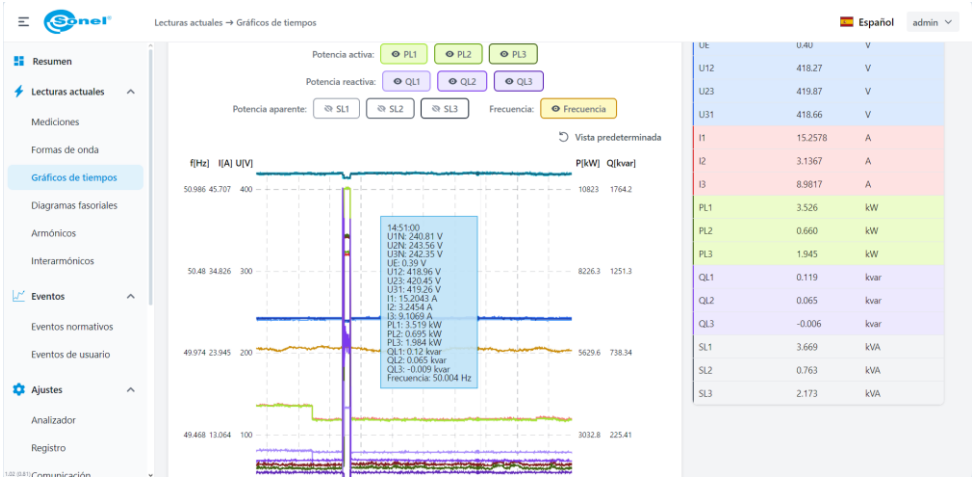 Sonel
Lecturas actuales → Gráficos de tiempos
Español
admin
Resumen
Lecturas actuales
Mediciones
Formas de onda
Gráficos de tiempos
Diagramas fasoriales
Armónicos
Interarmónicos
Eventos
Eventos normativos
Eventos de usuario
Ajustes
Analizador
Registro
Comunicación
Potencia activa: PL1 PL2 PL3
Potencia reactiva: QL1 QL2 QL3
Potencia aparente: SL1 SL2 SL3 Frecuencia: Frecuencia
Vista predeterminada
f[Hz] I[A] U[V] P[kW] Q[kvar]
50.986 45.707 400 10823 1764.2
50.48 34.826 300 8226.3 1251.3
49.974 23.945 200 5629.6 738.34
49.468 13.064 100 3032.8 225.41
14:51:00
U1N: 240.81 V
U2N: 243.56 V
U3N: 242.35 V
UE: 0.39 V
U12: 418.96 V
U23: 420.45 V
U31: 419.26 V
I1: 15.2043 A
I2: 3.2454 A
I3: 9.1069 A
PL1: 3.519 kW
PL2: 0.695 kW
PL3: 1.984 kW
QL1: 0.12 kvar
QL2: 0.065 kvar
QL3: -0.009 kvar
Frecuencia: 50.004 Hz
UE 0.40 V
U12 418.27 V
U23 419.87 V
U31 418.66 V
I1 15.2578 A
I2 3.1367 A
I3 8.9817 A
PL1 3.526 kW
PL2 0.660 kW
PL3 1.945 kW
QL1 0.119 kvar
QL2 0.065 kvar
QL3 -0.006 kvar
SL1 3.669 kVA
SL2 0.763 kVA
SL3 2.173 kVA